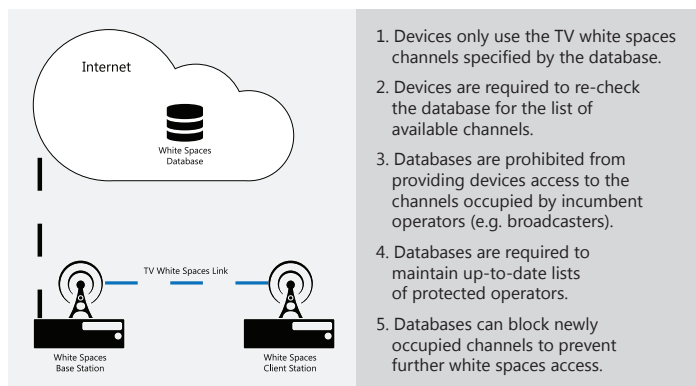 Internet
White Spaces
Database
TV White Spaces Link
White Spaces
Base Station
White Spaces
Client Station
1. Devices only use the TV white spaces
channels specified by the database.
2. Devices are required to re-check
the database for the list of
available channels.
3. Databases are prohibited from
providing devices access to the
channels occupied by incumbent
operators (e.g. broadcasters).
4. Databases are required to
maintain up-to-date lists
of protected operators.
5. Databases can block newly
occupied channels to prevent
further white spaces access.